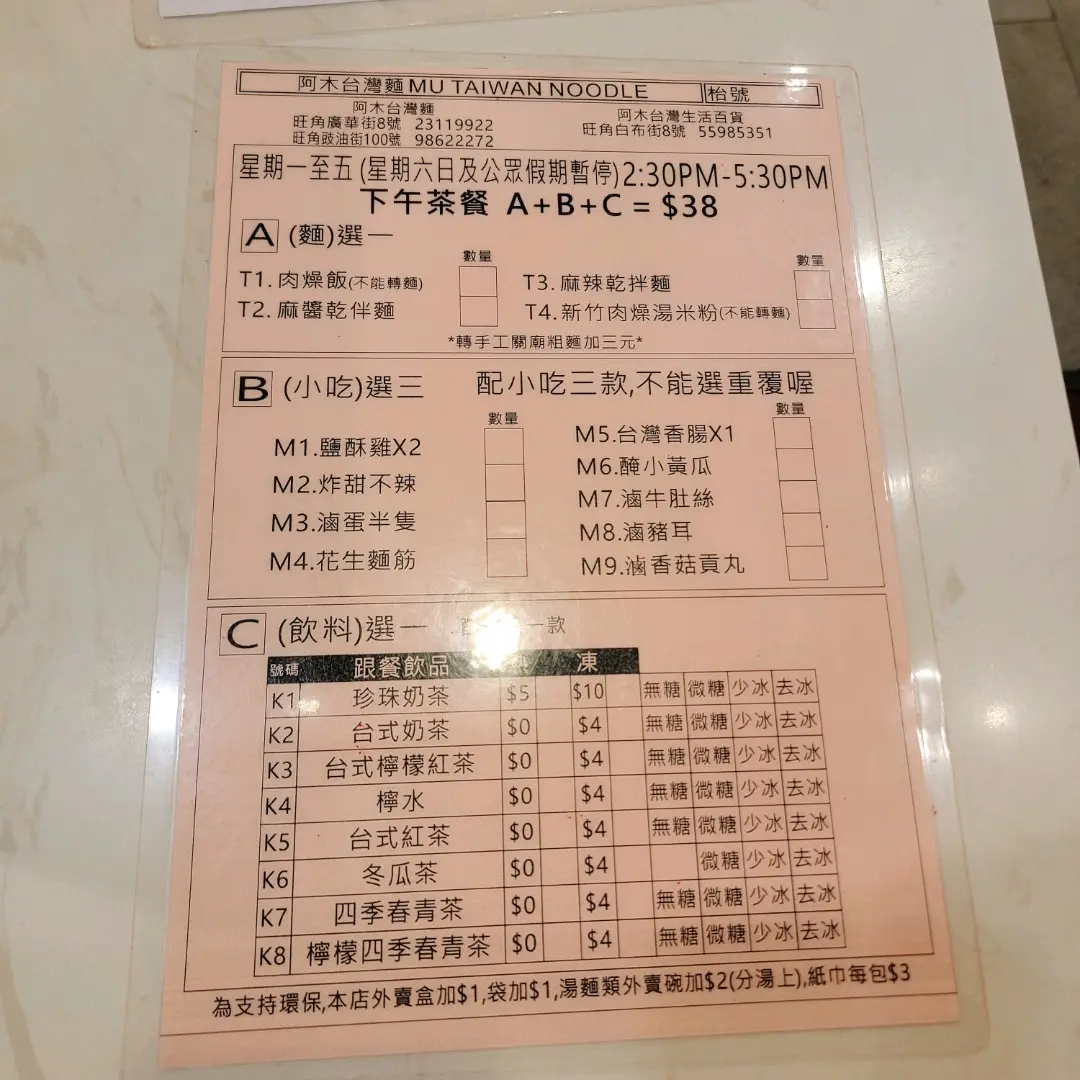 阿木台灣麵 MU TAIWAN NOODLE 枱號
阿木台灣麵
旺角廣華街8號 23119922
旺角豉油街100號 98622272
阿木台灣生活百貨
旺角白布街8號 55985351
星期一至五 (星期六日及公眾假期暫停) 2:30PM-5:30PM
下午茶餐 A+B+C = $38
A (麵)選一
數量 數量
T1. 肉燥飯(不能轉麵) T3. 麻辣乾拌麵
T2. 麻醬乾伴麵 T4. 新竹肉燥湯米粉(不能轉麵)
*轉手工關廟粗麵加三元*
B (小吃)選三 配小吃三款,不能選重覆喔
數量 數量
M1.鹽酥雞X2 M5.台灣香腸X1
M2.炸甜不辣 M6.醃小黃瓜
M3.滷蛋半隻 M7.滷牛肚絲
M4.花生麵筋 M8.滷豬耳
M9.滷香菇貢丸
C (飲料)選一 一款
號碼 跟餐飲品 凍
K1 珍珠奶茶 $5 $10 無糖 微糖 少冰 去冰
K2 台式奶茶 $0 $4 無糖 微糖 少冰 去冰
K3 台式檸檬紅茶 $0 $4 無糖 微糖 少冰 去冰
K4 檸水 $0 $4 無糖 微糖 少冰 去冰
K5 台式紅茶 $0 $4 無糖 微糖 少冰 去冰
K6 冬瓜茶 $0 $4 微糖 少冰 去冰
K7 四季春青茶 $0 $4 無糖 微糖 少冰 去冰
K8 檸檬四季春青茶 $0 $4 無糖 微糖 少冰 去冰
為支持環保,本店外賣盒加$1,袋加$1,湯麵類外賣碗加$2(分湯上),紙巾每包$3